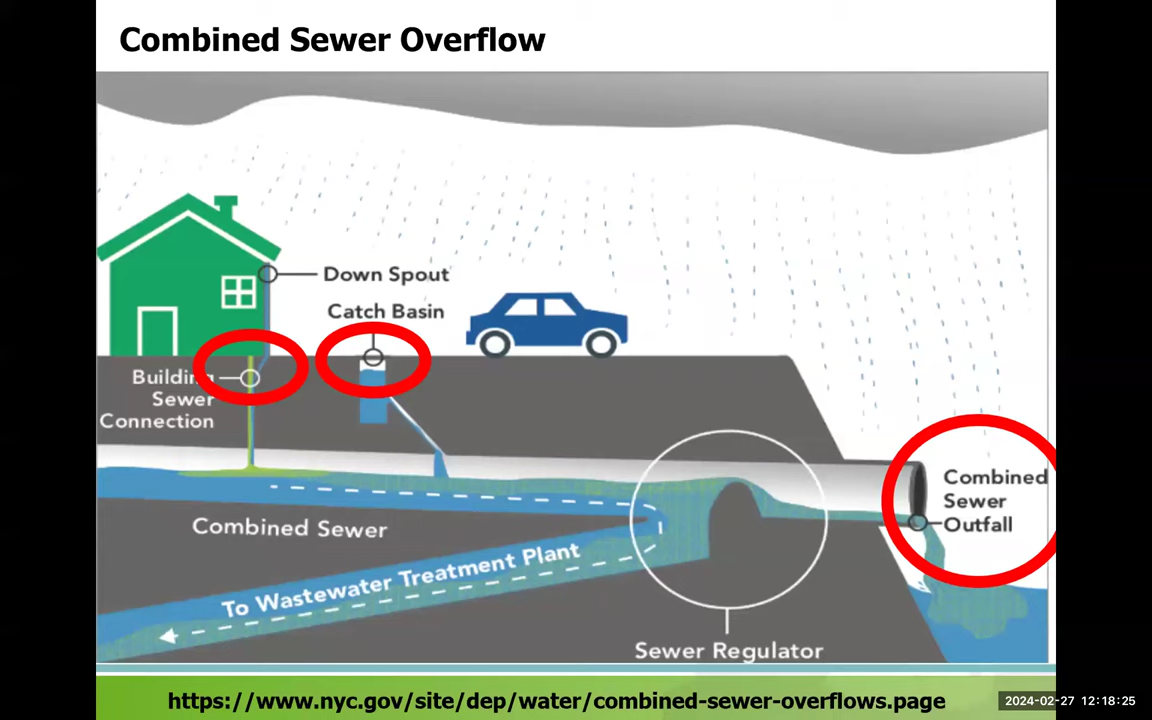 Combined Sewer Overflow
Down Spout
Catch Basin
Building
Sewer
Connection
Combined
Sewer
Outfall
Combined Sewer
To Wastewater Treatment Plant
Sewer Regulator
https://www.nyc.gov/site/dep/water/combined-sewer-overflows.page
2024-02-27 12:18:25